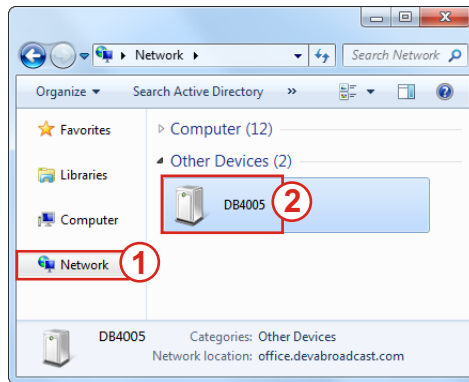 Network
Search Network
Organize
Search Active Directory
»
Favorites
Libraries
Computer
Network
1
Computer (12)
Other Devices (2)
DB4005
2
DB4005
Categories: Other Devices
Network location: office.devabroadcast.com